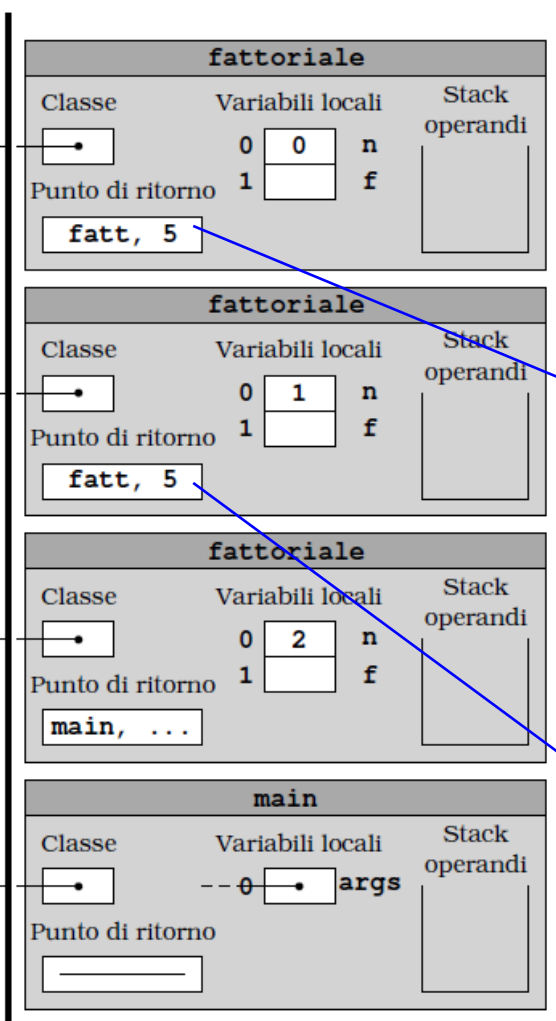 fattoriale
Classe Variabili locali Stack operandi
0 0 n
Punto di ritorno 1 f
fatt, 5
fattoriale
Classe Variabili locali Stack operandi
0 1 n
Punto di ritorno 1 f
fatt, 5
fattoriale
Classe Variabili locali Stack operandi
0 2 n
Punto di ritorno 1 f
main, ...
main
Classe Variabili locali Stack operandi
0 args
Punto di ritorno